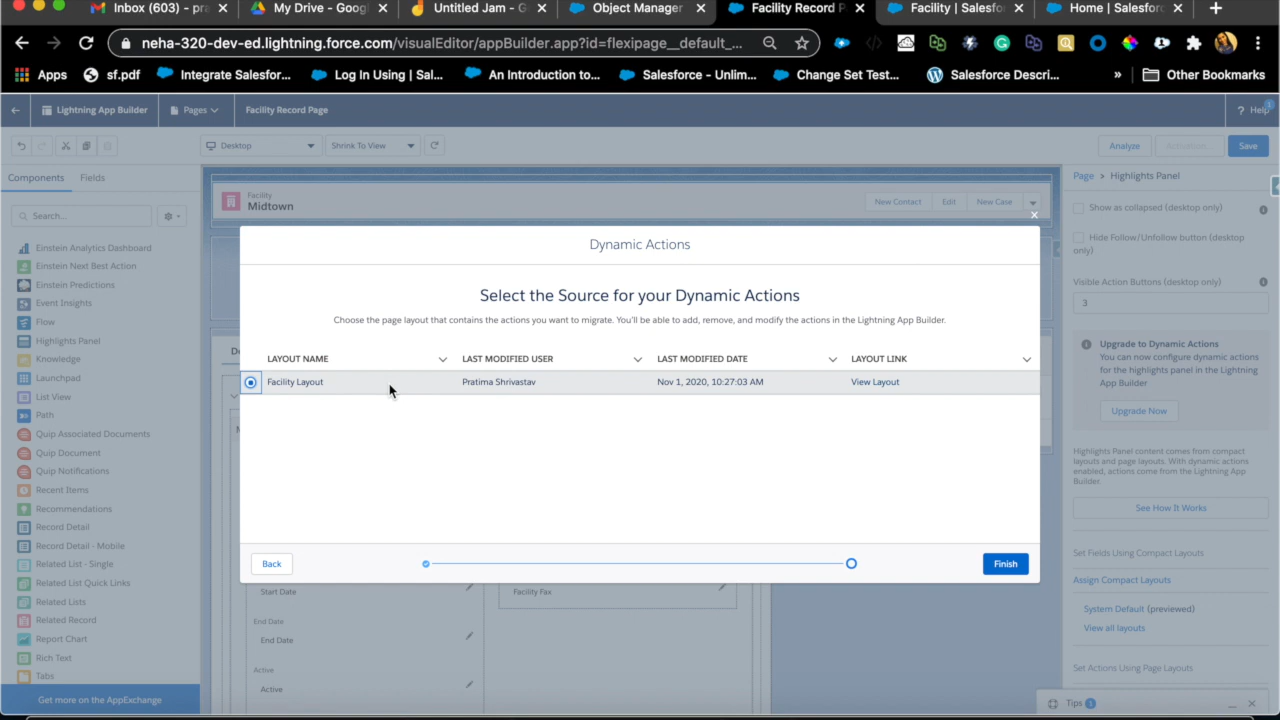 Inbox (603) - pra
My Drive - Googl
Untitled Jam - G
Object Manager
Facility Record P
Facility | Salesfor
Home | Salesforc
neha-320-dev-ed.lightning.force.com/visualEditor/appBuilder.app?id=flexipage__default_...
Apps
sf.pdf
Integrate Salesfor...
Log In Using | Sal...
An Introduction to...
Salesforce - Unlim...
Change Set Test...
Salesforce Descri...
»
Other Bookmarks
Lightning App Builder
Pages
Facility Record Page
? Help
Desktop
Shrink To View
Analyze
Activation...
Save
Components
Fields
Search...
Einstein Analytics Dashboard
Einstein Next Best Action
Einstein Predictions
Event Insights
Flow
Highlights Panel
Knowledge
Launchpad
List View
Path
Quip Associated Documents
Quip Document
Quip Notifications
Recent Items
Recommendations
Record Detail
Record Detail - Mobile
Related List - Single
Related List Quick Links
Related Lists
Related Record
Report Chart
Rich Text
Tabs
Get more on the AppExchange
Facility
Midtown
New Contact
Edit
New Case
Dynamic Actions
Select the Source for your Dynamic Actions
Choose the page layout that contains the actions you want to migrate. You'll be able to add, remove, and modify the actions in the Lightning App Builder.
LAYOUT NAME
LAST MODIFIED USER
LAST MODIFIED DATE
LAYOUT LINK
Facility Layout
Pratima Shrivastav
Nov 1, 2020, 10:27:03 AM
View Layout
Back
Finish
Start Date
Facility Fax
End Date
End Date
Active
Active
Page > Highlights Panel
Show as collapsed (desktop only)
Hide Follow/Unfollow button (desktop
only)
Visible Action Buttons (desktop only)
3
Upgrade to Dynamic Actions
You can now configure dynamic actions
for the highlights panel in the Lightning
App Builder
Upgrade Now
Highlights Panel content comes from compact
layouts and page layouts. With dynamic actions
enabled, actions come from the Lightning App
Builder.
See How It Works
Set Fields Using Compact Layouts
Assign Compact Layouts
System Default (previewed)
View all layouts
Set Actions Using Page Layouts
Tips 1